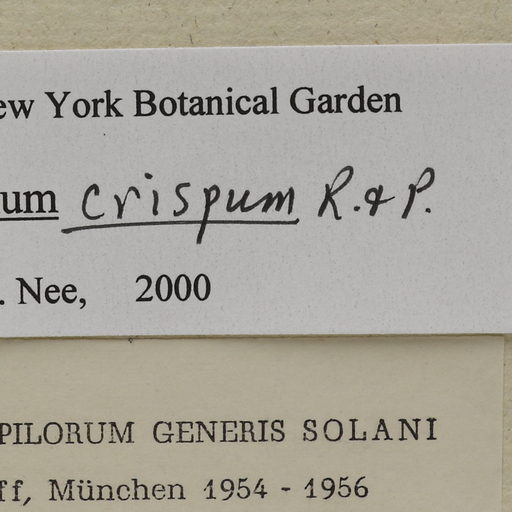 ew York Botanical Garden
um crispum R. & P.
. Nee, 2000
PILORUM GENERIS SOLANI
ff, München 1954 - 1956